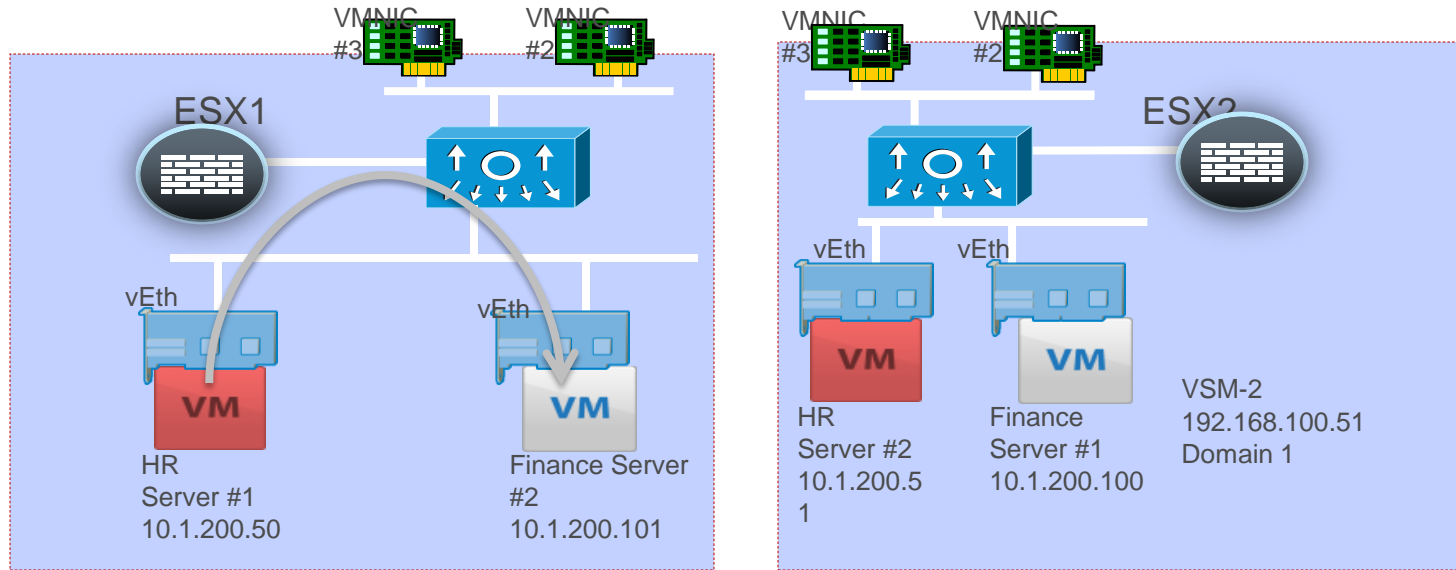 VMNIC
#3
VMNIC
#2
ESX1
vEth
vEth
VM
VM
HR
Server #1
10.1.200.50
Finance Server
#2
10.1.200.101
VMNIC
#3
VMNIC
#2
ESX2
vEth
vEth
VM
VM
HR
Server #2
10.1.200.5
1
Finance
Server #1
10.1.200.100
VSM-2
192.168.100.51
Domain 1